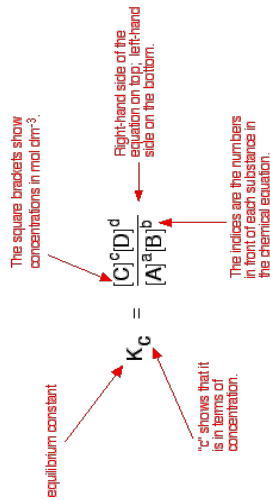 The square brackets show
concentrations in mol dm⁻³.
equilibrium constant
Right-hand side of the
equation on top; left-hand
side on the bottom.
K_c = [C]^c[D]^d / [A]^a[B]^b
"c" shows that it
is in terms of
concentration.
The indices are the numbers
in front of each substance in
the chemical equation.